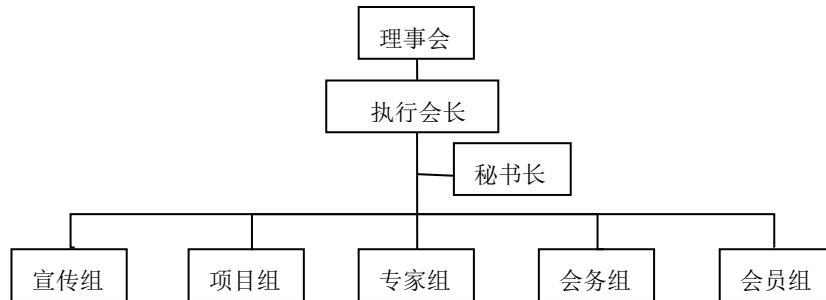 理事会
执行会长
秘书长
宣传组
项目组
专家组
会务组
会员组